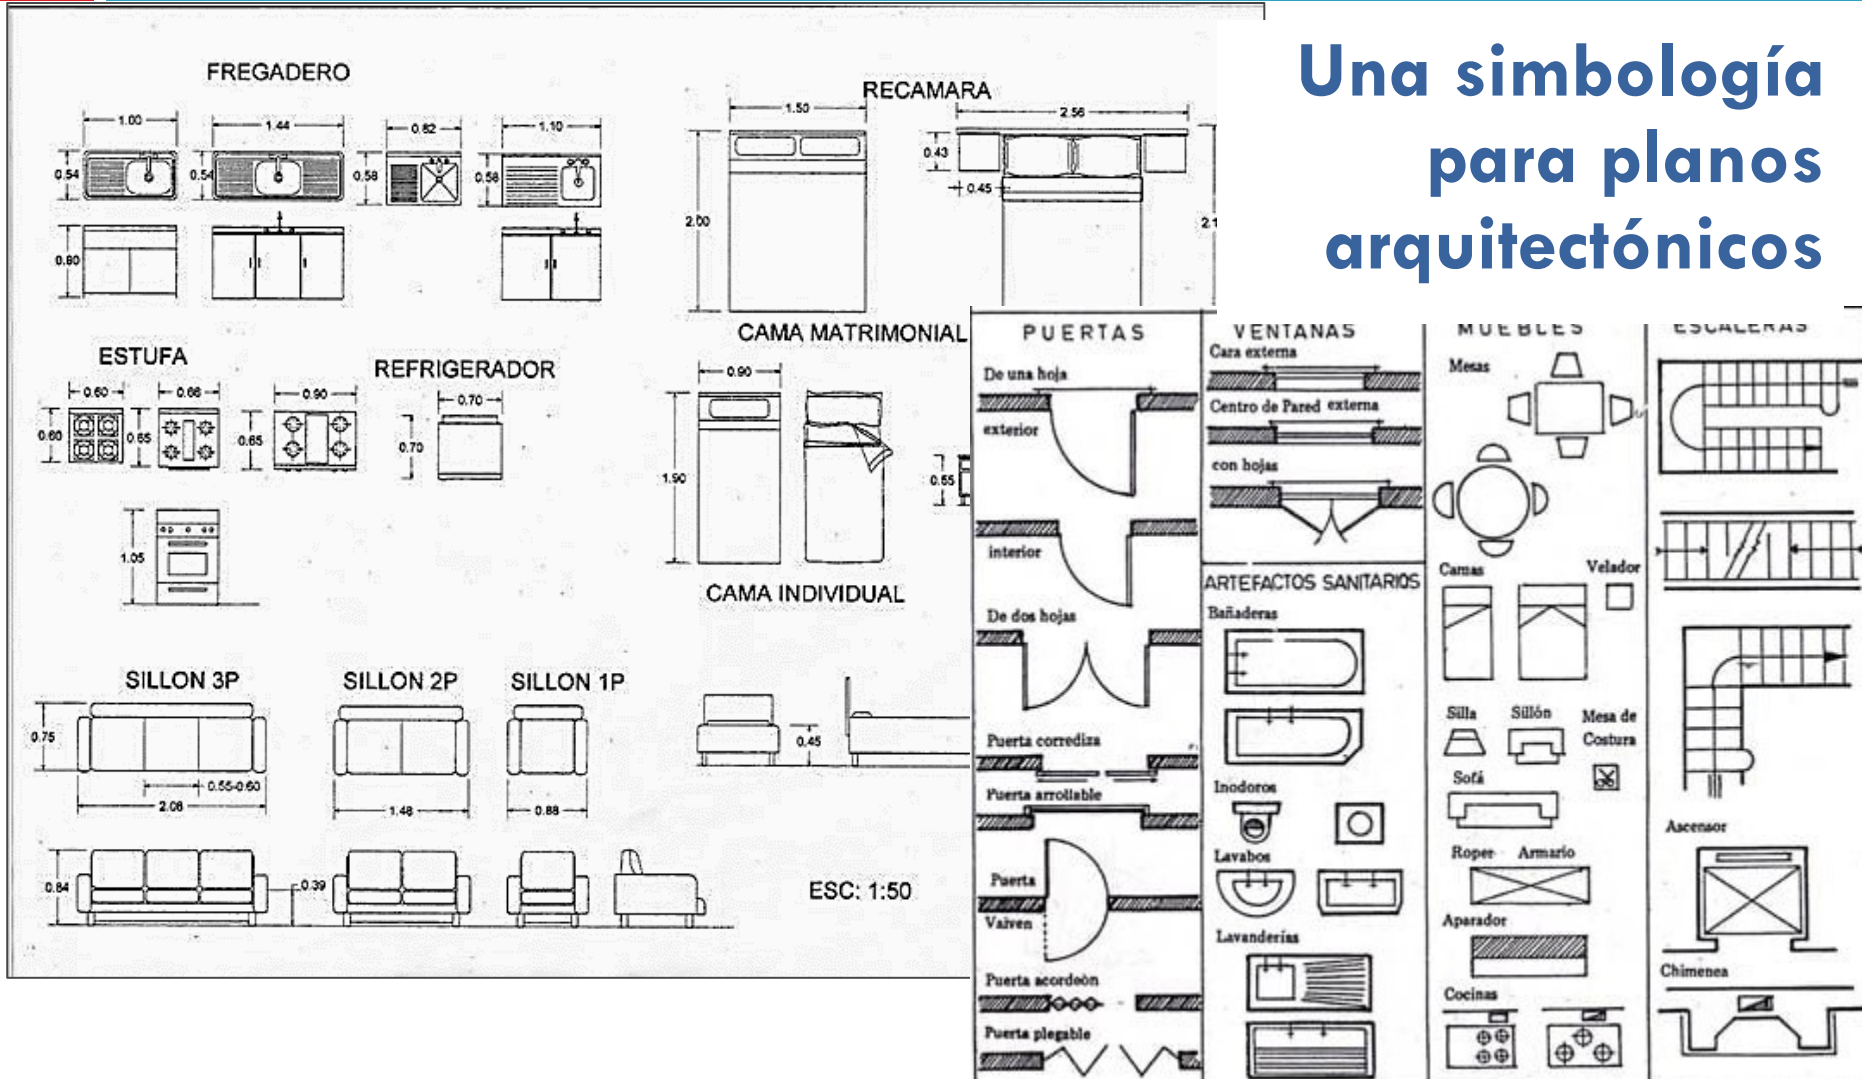 Una simbología
para planos
arquitectónicos
FREGADERO
1.00
1.44
0.82
1.10
0.54
0.54
0.58
0.58
0.80
RECAMARA
1.50
2.56
0.43
0.45
2.00
ESTUFA
0.60
0.66
0.90
0.60
0.65
0.65
1.05
REFRIGERADOR
0.70
0.70
CAMA MATRIMONIAL
0.90
1.90
0.55
CAMA INDIVIDUAL
0.45
SILLON 3P
SILLON 2P
SILLON 1P
0.75
0.55-0.60
2.08
1.48
0.88
0.84
0.39
ESC: 1:50
PUERTAS
De una hoja
exterior
interior
De dos hojas
Puerta corrediza
Puerta arrollable
Puerta
Vaiven
Puerta acordeòn
Puerta plegable
VENTANAS
Cara externa
Centro de Pared externa
con hojas
ARTEFACTOS SANITARIOS
Bañaderas
Inodoros
Lavabos
Lavanderías
MUEBLES
Mesas
Camas
Velador
Silla
Sillón
Mesa de
Costura
Sofá
Roper Armario
Aparador
Cocinas
ESCALERAS
Ascensor
Chimenea